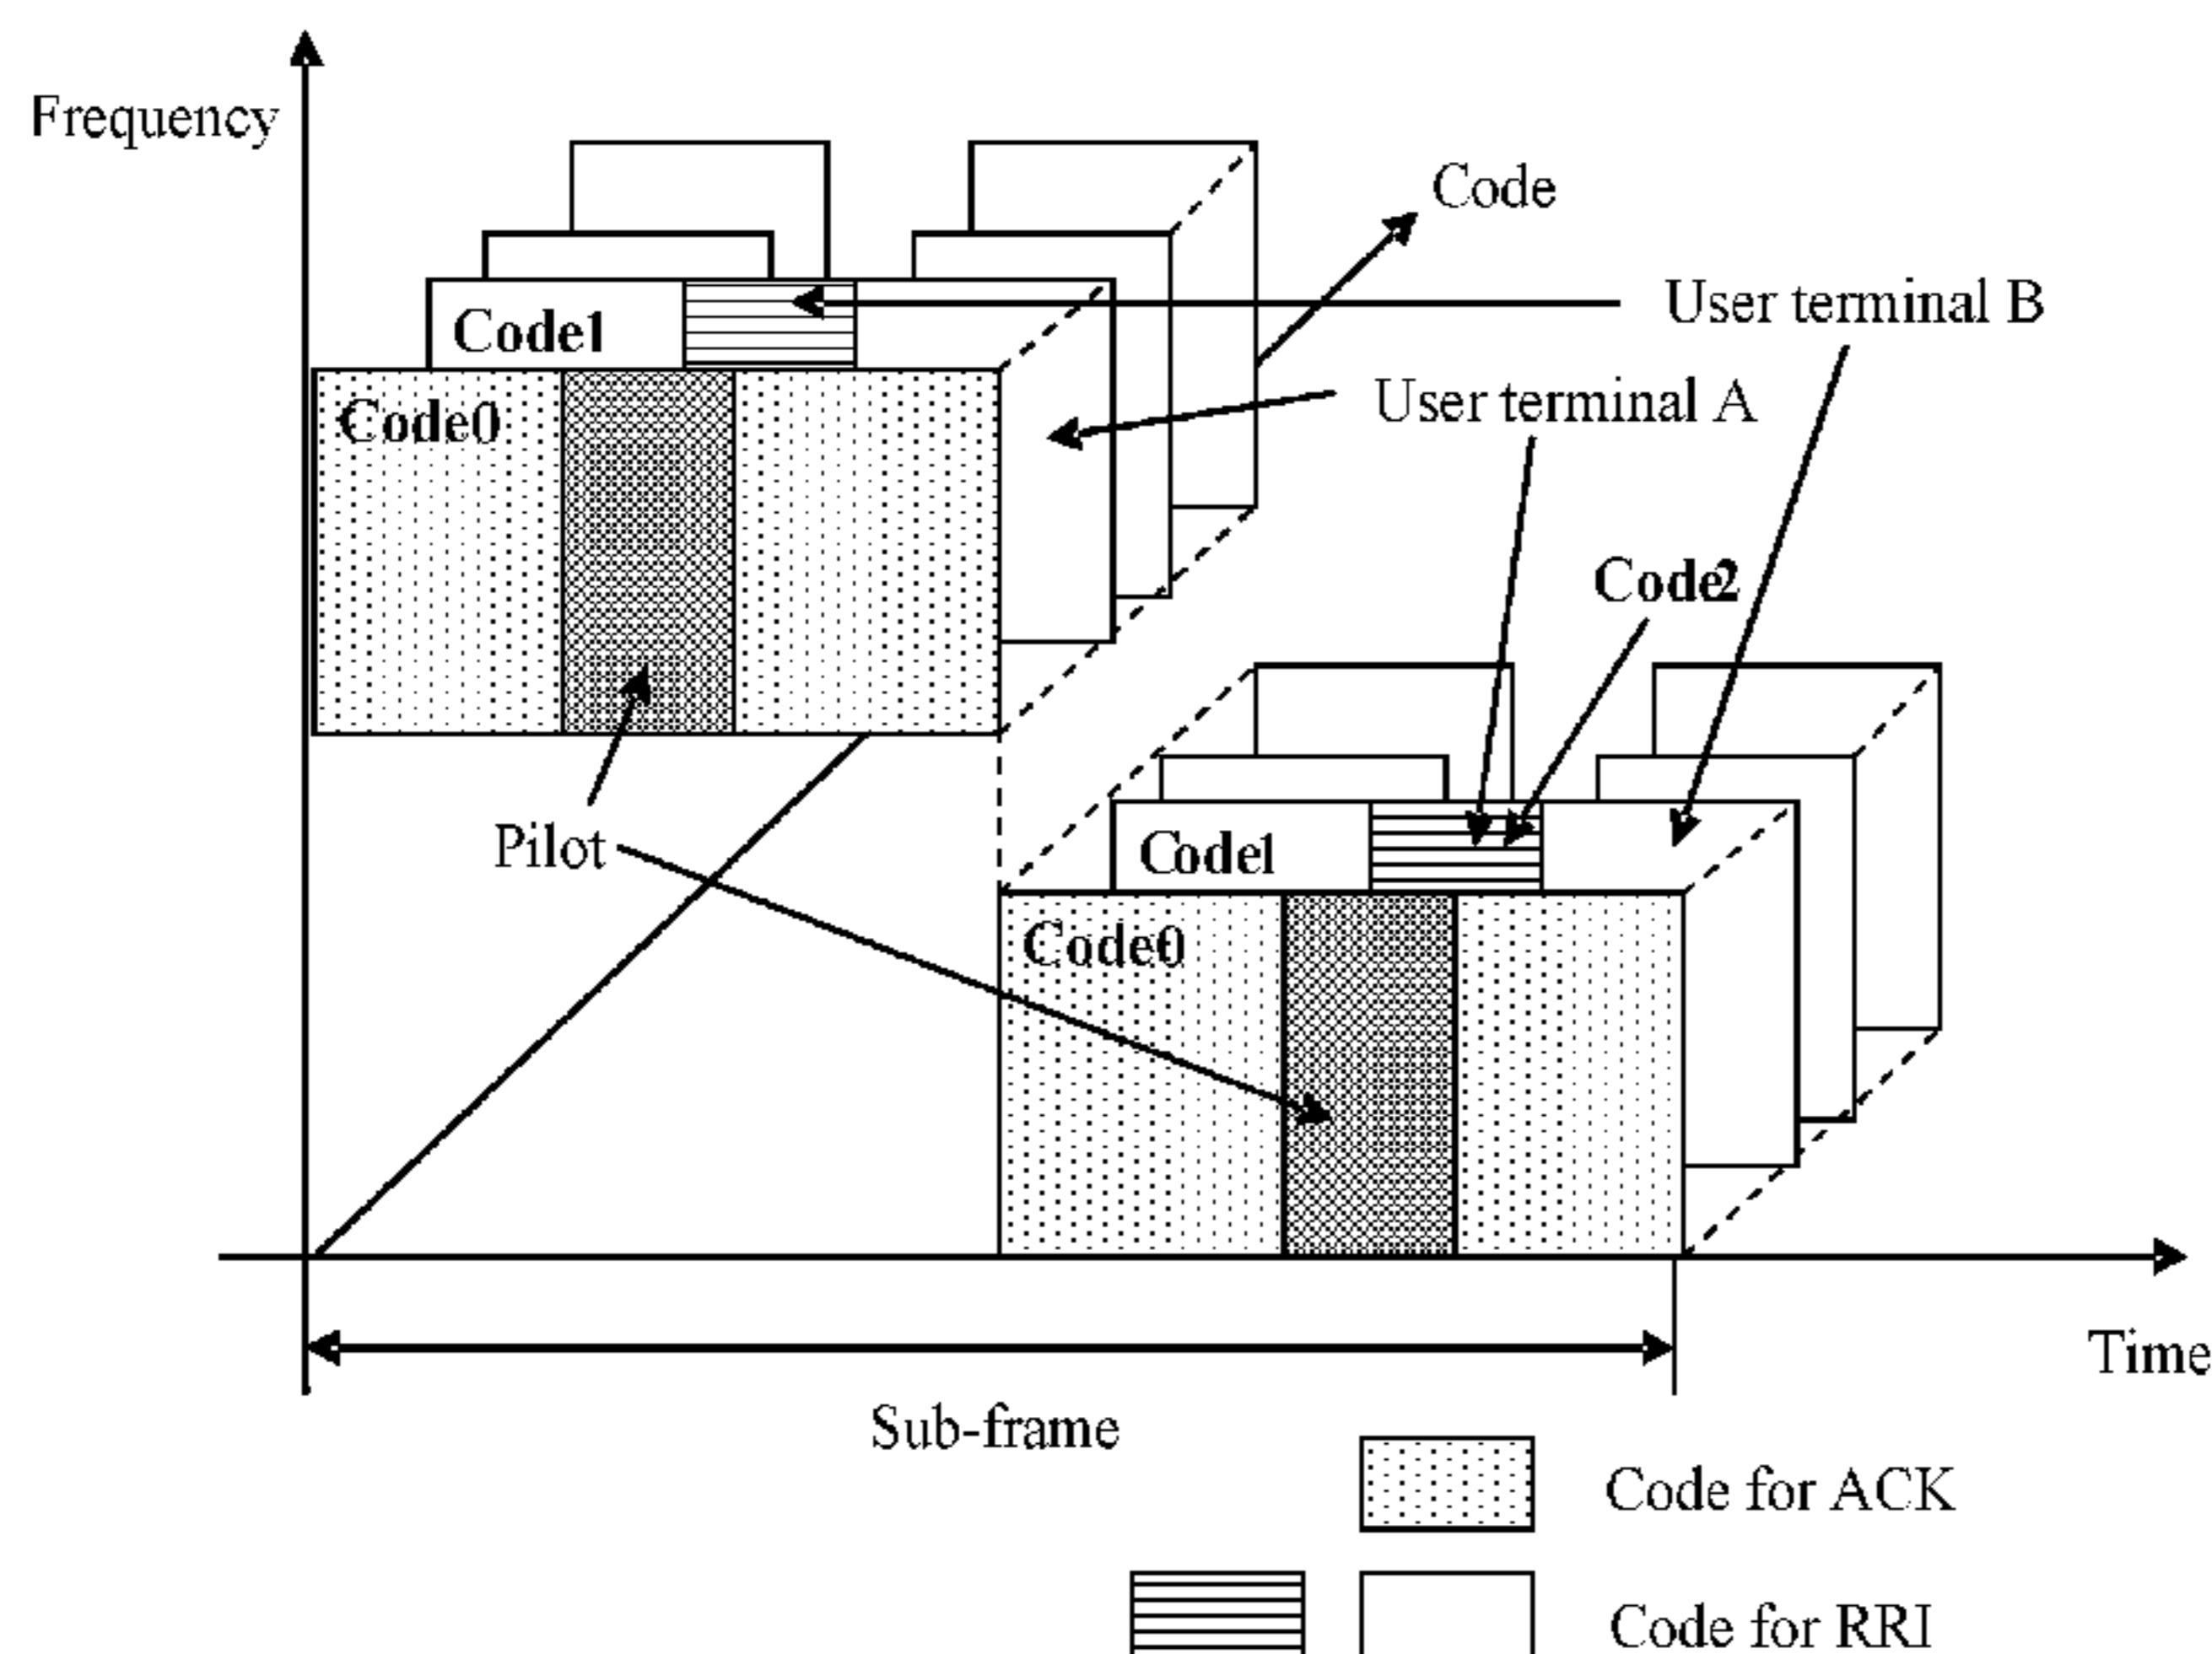 Frequency
Code
User terminal B
Code1
User terminal A
Code0
Code2
Pilot
Code1
Code0
Time
Sub-frame
Code for ACK
Code for RRI